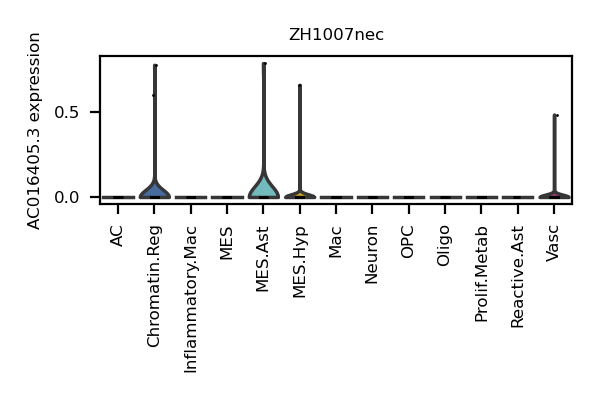 ZH1007nec
AC016405.3 expression
0.5
0.0
AC
Chromatin.Reg
Inflammatory.Mac
MES
MES.Ast
MES.Hyp
Mac
Neuron
OPC
Oligo
Prolif.Metab
Reactive.Ast
Vasc